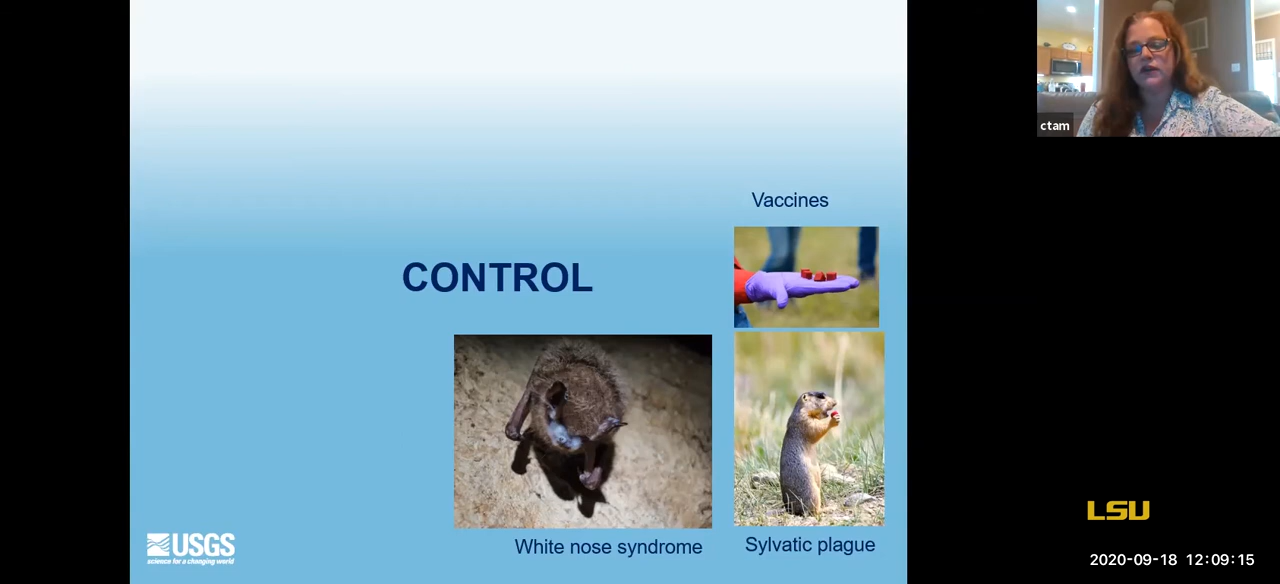 ctam
Vaccines
CONTROL
White nose syndrome
Sylvatic plague
USGS
science for a changing world
LSU
2020-09-18 12:09:15